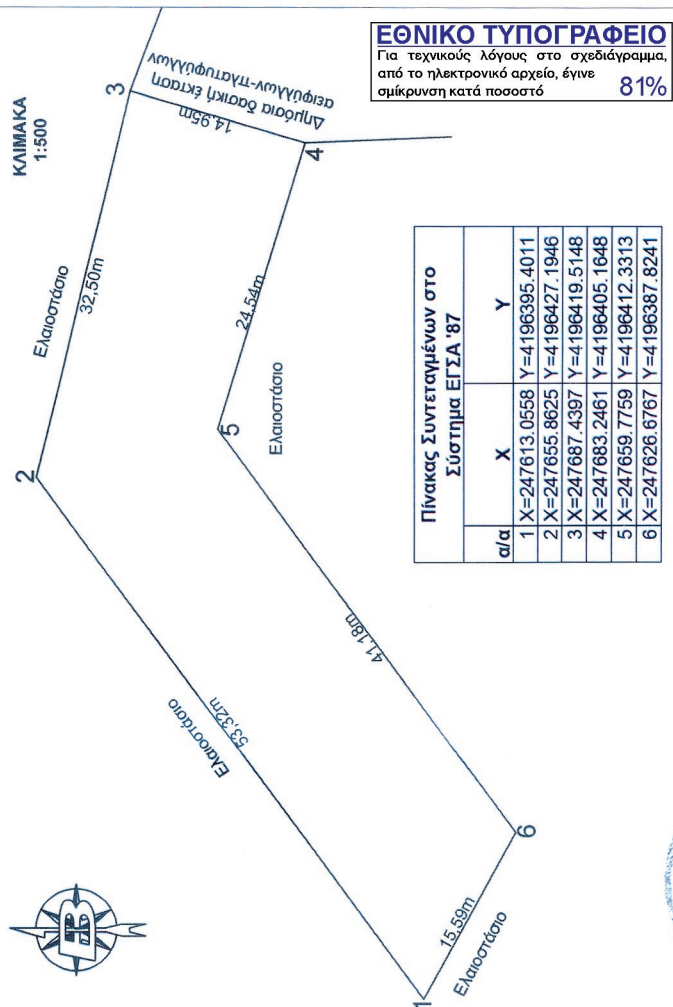 ΕΘΝΙΚΟ ΤΥΠΟΓΡΑΦΕΙΟ
Για τεχνικούς λόγους στο σχεδιάγραμμα,
από το ηλεκτρονικό αρχείο, έγινε
σμίκρυνση κατά ποσοστό 81%
ΚΛΙΜΑΚΑ
1:500
2
3
4
5
6
1
Ελαιοστάσιο
32,50m
Δημόσια δασική έκταση
αειφύλλων-πλατυφύλλων
14.95m
24.54m
Ελαιοστάσιο
41.18m
Ελαιοστάσιο
53,32m
15.59m
Ελαιοστάσιο
Πίνακας Συντεταγμένων στο
Σύστημα ΕΓΣΑ '87
α/α X Y
1 X=247613.0558 Y=4196395.4011
2 X=247655.8625 Y=4196427.1946
3 X=247687.4397 Y=4196419.5148
4 X=247683.2461 Y=4196405.1648
5 X=247659.7759 Y=4196412.3313
6 X=247626.6767 Y=4196387.8241